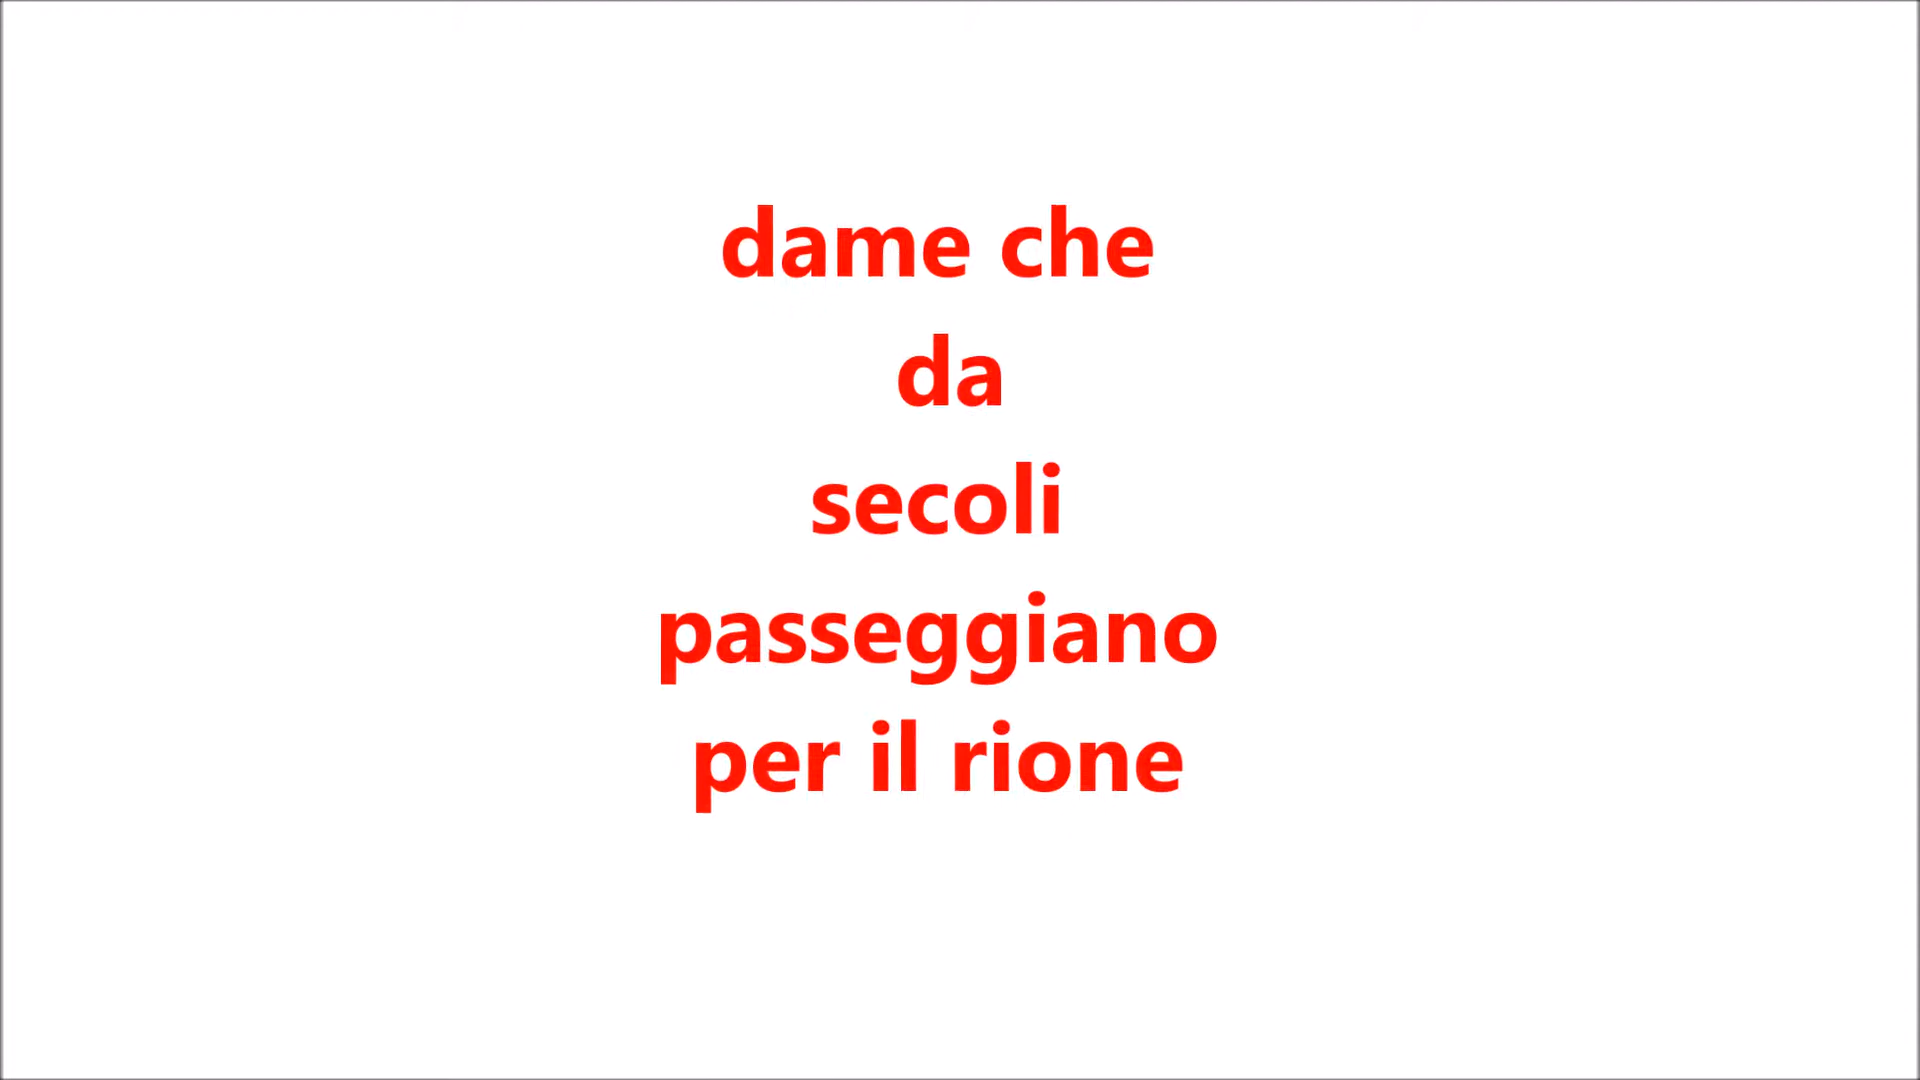 dame che
da
secoli
passeggiano
per il rione